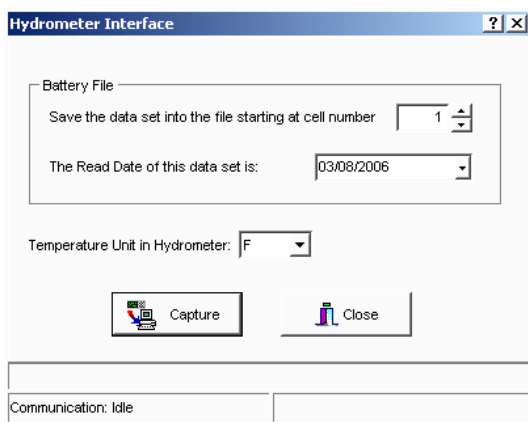 Hydrometer Interface
Battery File
Save the data set into the file starting at cell number 1
The Read Date of this data set is: 03/08/2006
Temperature Unit in Hydrometer: F
Capture Close
Communication: Idle